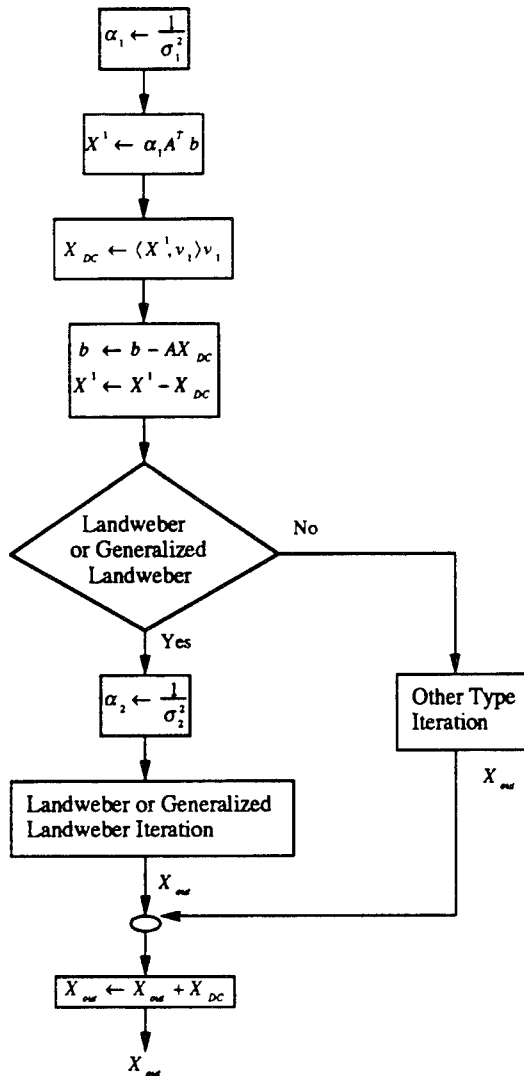 α₁ ← 1/σ₁²
X¹ ← α₁Aᵀb
X_DC ← ⟨X¹, v₁⟩v₁
b ← b − AX_DC
X¹ ← X¹ − X_DC
Landweber
or Generalized
Landweber
No
Yes
α₂ ← 1/σ₂²
Other Type
Iteration
X_out
Landweber or Generalized
Landweber Iteration
X_out
X_out ← X_out + X_DC
X_out